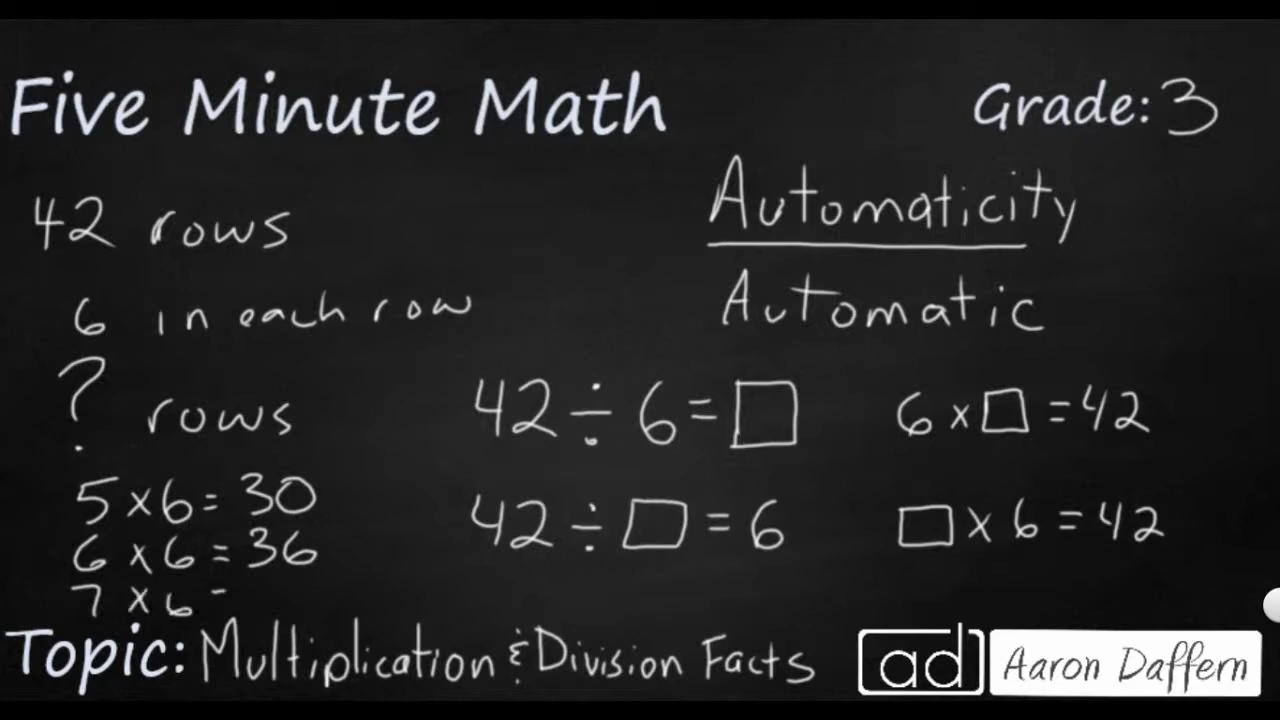 Five Minute Math
Grade: 3
42 rows
6 in each row
? rows
5 x 6 = 30
6 x 6 = 36
7 x 6 =
Automaticity
Automatic
42 ÷ 6 = □
6 x □ = 42
42 ÷ □ = 6
□ x 6 = 42
Topic: Multiplication & Division Facts
ad Aaron Daffern